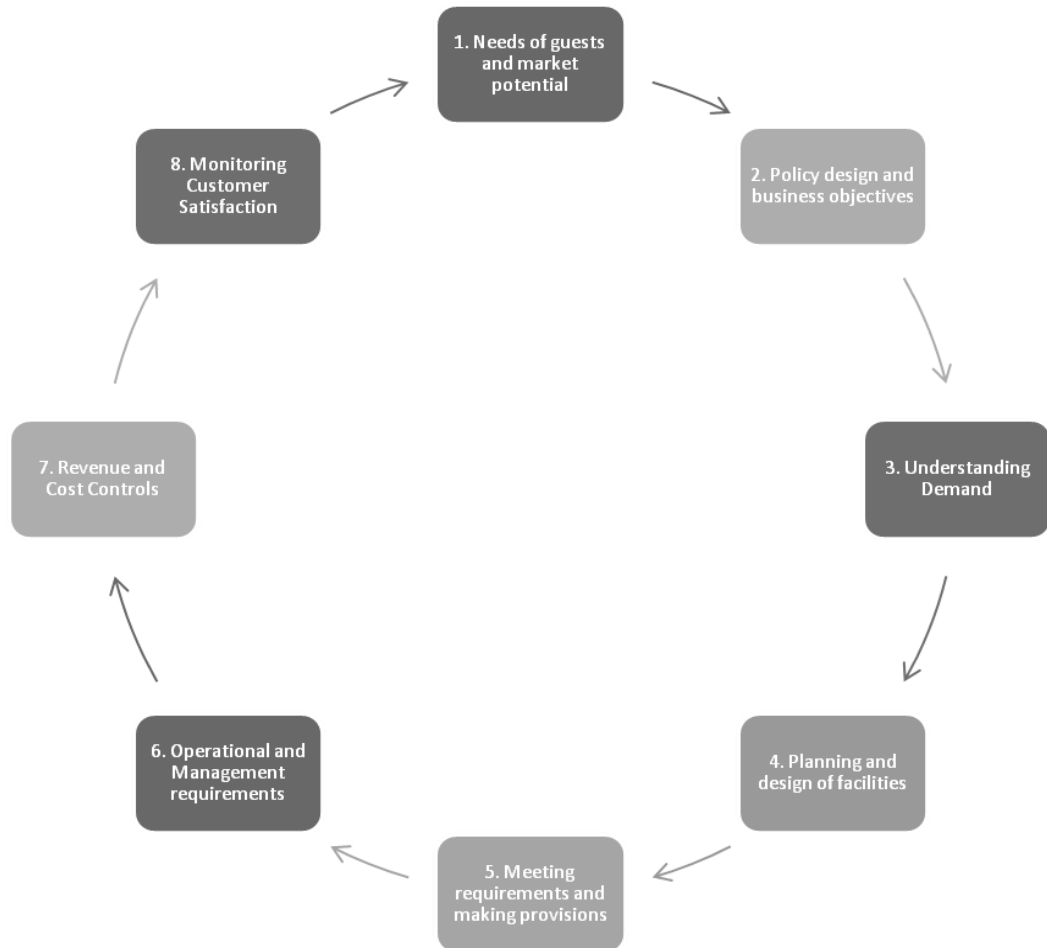 1. Needs of guests
and market
potential
2. Policy design and
business objectives
3. Understanding
Demand
4. Planning and
design of facilities
5. Meeting
requirements and
making provisions
6. Operational and
Management
requirements
7. Revenue and
Cost Controls
8. Monitoring
Customer
Satisfaction